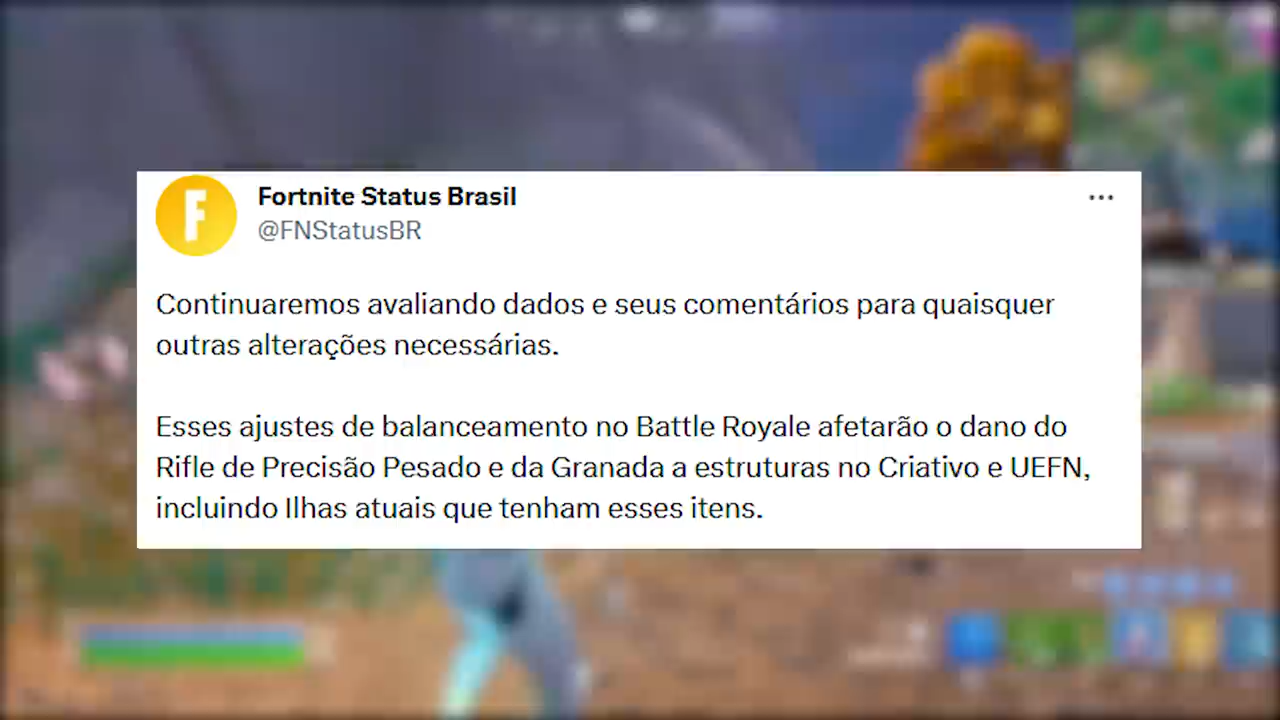 Fortnite Status Brasil
@FNStatusBR
Continuaremos avaliando dados e seus comentários para quaisquer
outras alterações necessárias.
Esses ajustes de balanceamento no Battle Royale afetarão o dano do
Rifle de Precisão Pesado e da Granada a estruturas no Criativo e UEFN,
incluindo Ilhas atuais que tenham esses itens.